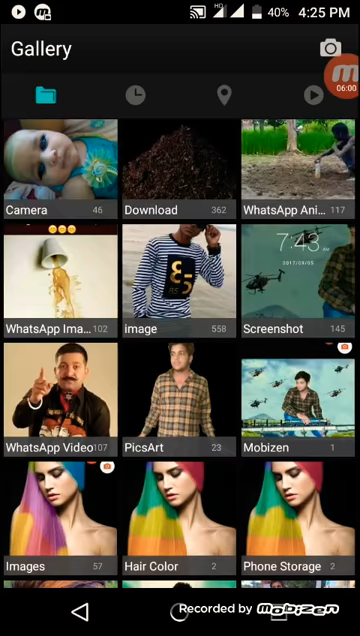 HQ 40% 4:25 PM
Gallery
06:00
Camera 46
Download 362
WhatsApp Ani... 117
7:43 AM
2017/09/05
WhatsApp Ima... 102
image 558
Screenshot 145
WhatsApp Video 107
PicsArt 23
Mobizen 1
Images 57
Hair Color 2
Phone Storage 2
Recorded by mobizen